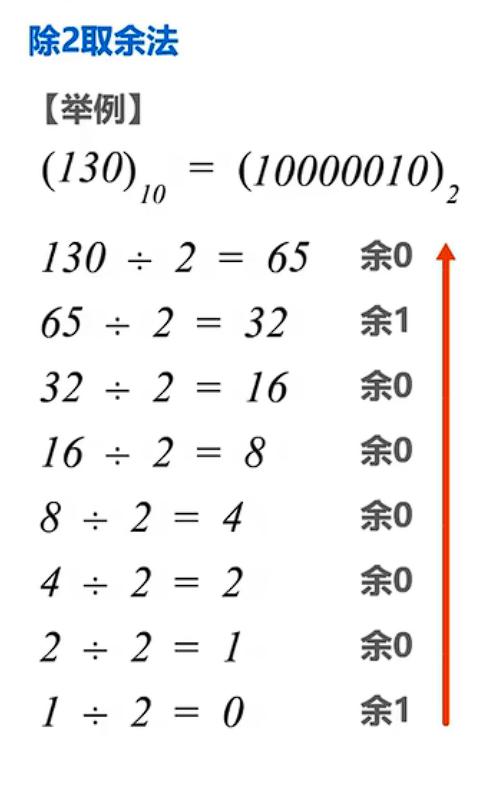 除2取余法
【举例】
(130)₁₀ = (10000010)₂
130 ÷ 2 = 65 余0
65 ÷ 2 = 32 余1
32 ÷ 2 = 16 余0
16 ÷ 2 = 8 余0
8 ÷ 2 = 4 余0
4 ÷ 2 = 2 余0
2 ÷ 2 = 1 余0
1 ÷ 2 = 0 余1